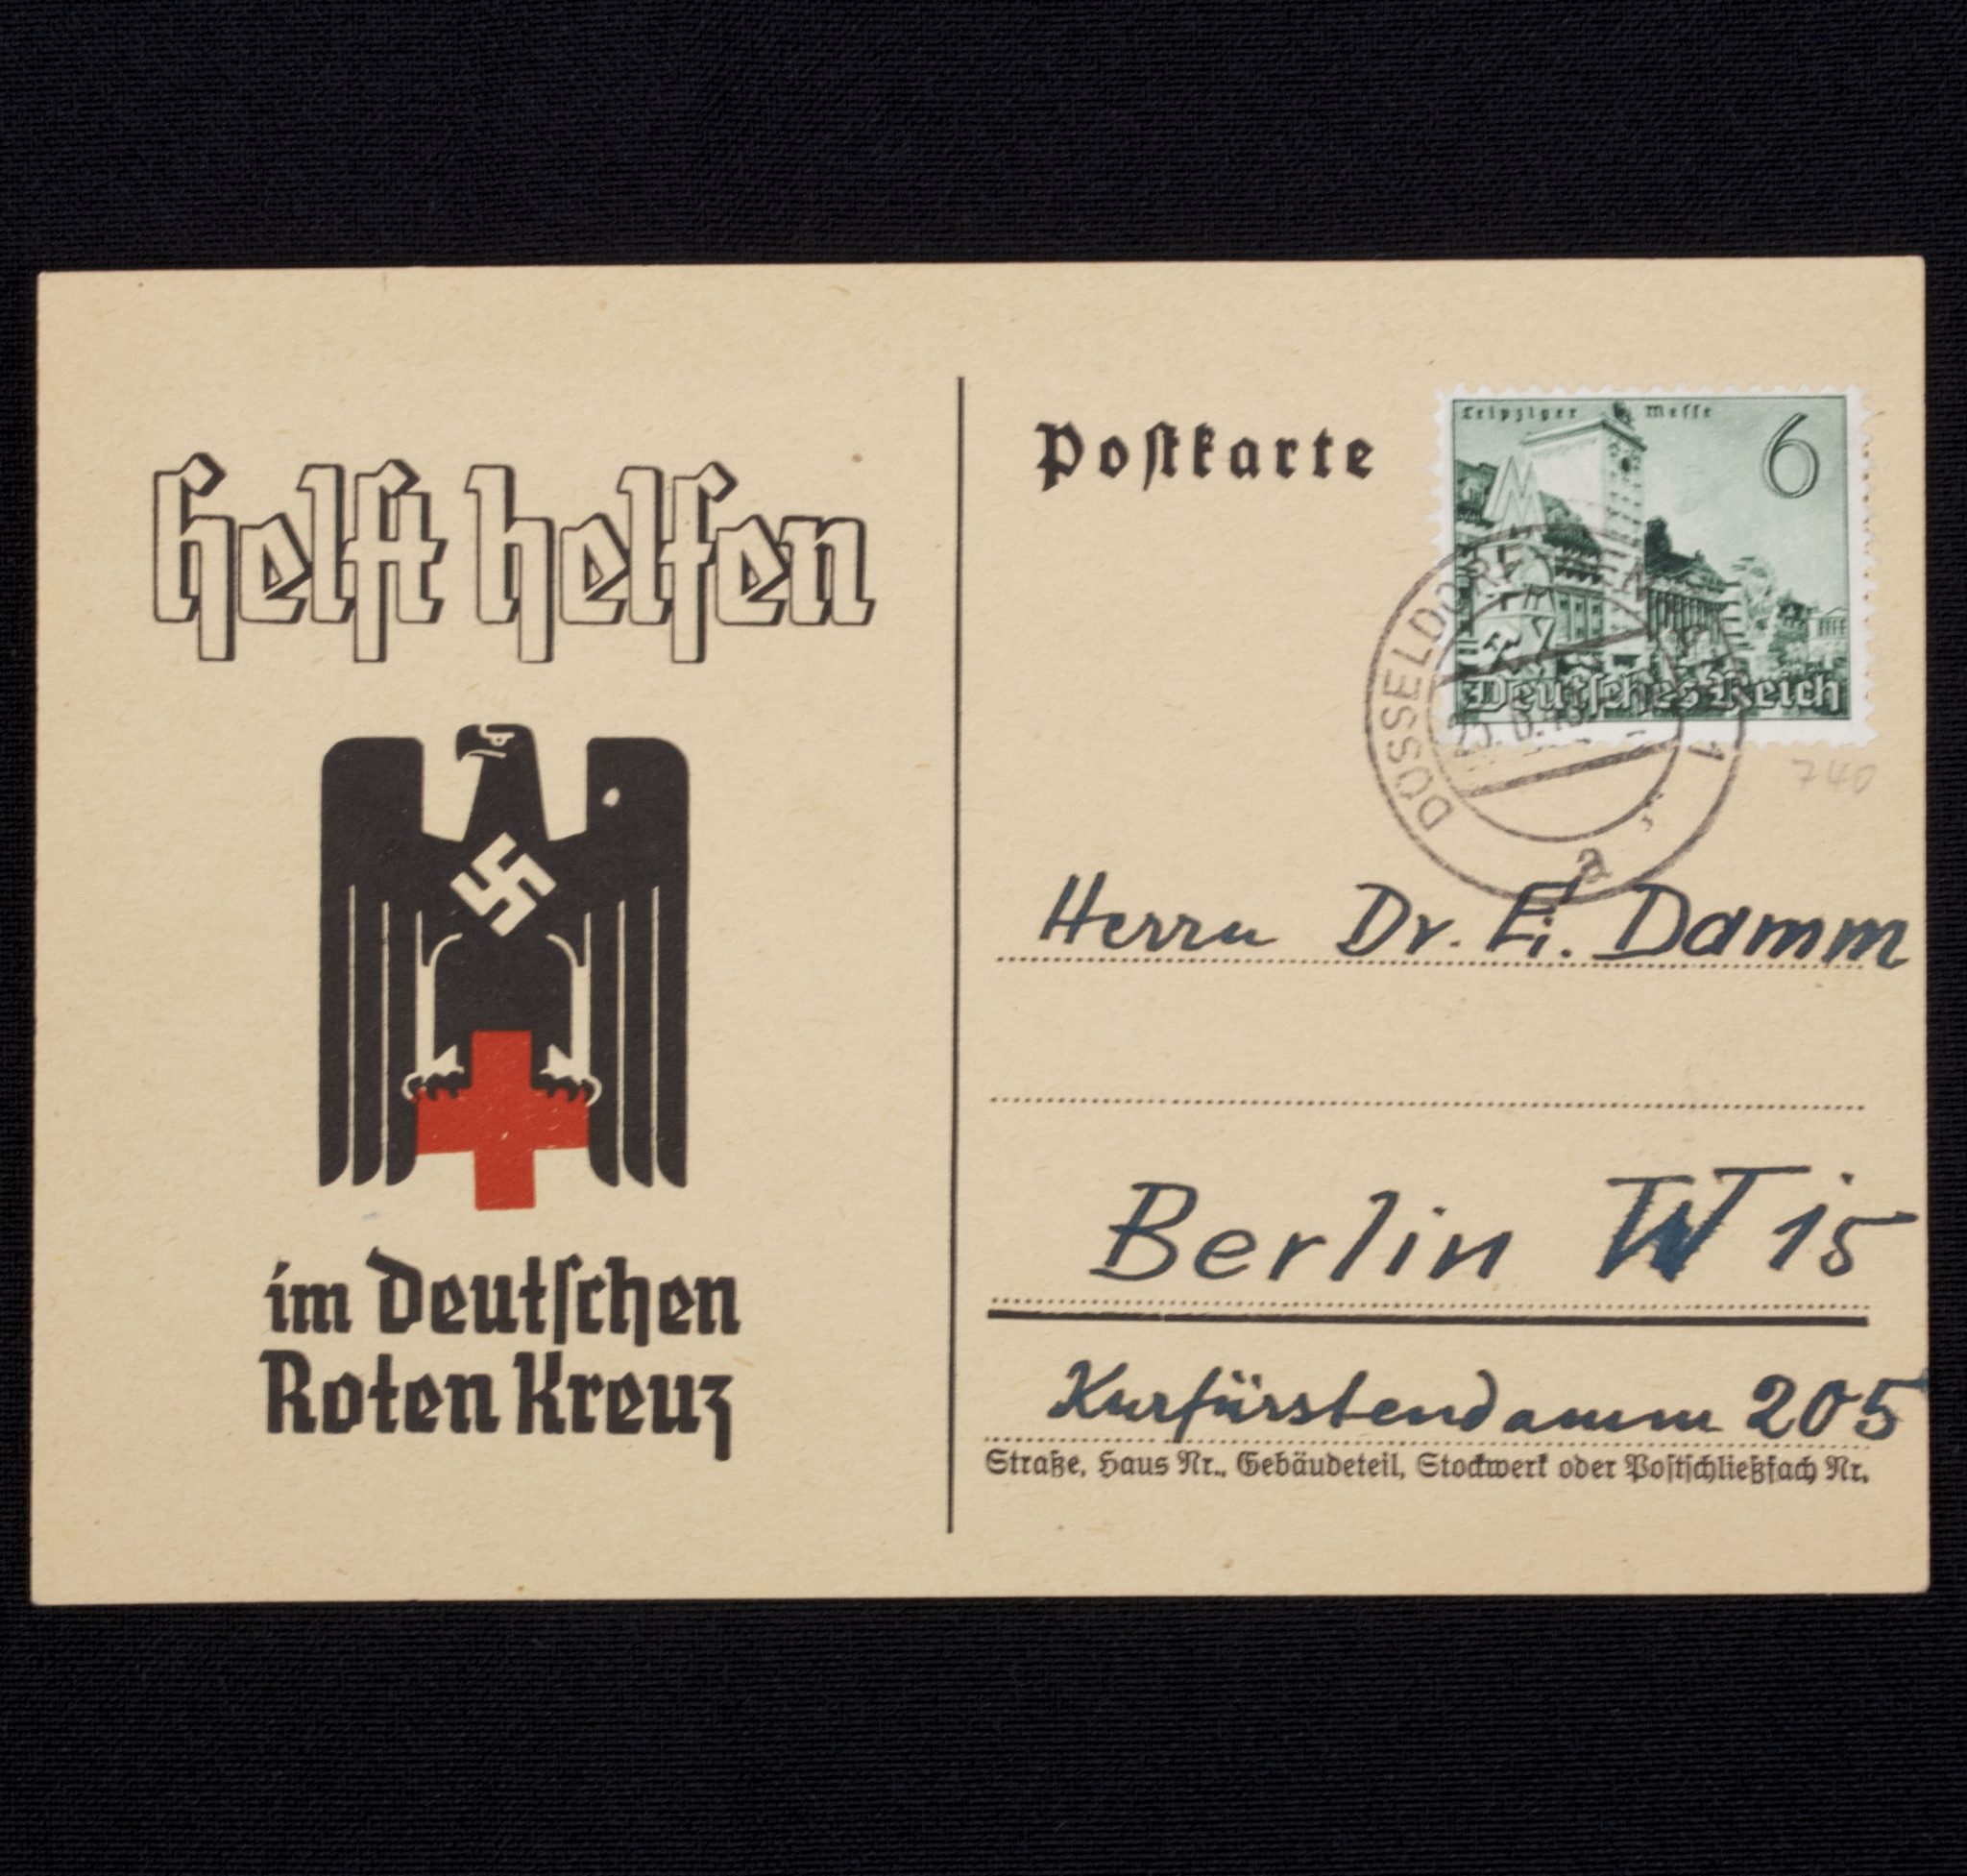 helft helfen
im Deutschen
Roten Kreuz
Postkarte
Leipziger Messe
6
Deutsches Reich
DÜSSELDORF
a
740
Herrn Dr. Ei. Damm
Berlin W 15
Kurfürstendamm 205
Straße, Haus Nr., Gebäudeteil, Stockwerk oder Postschließfach Nr.